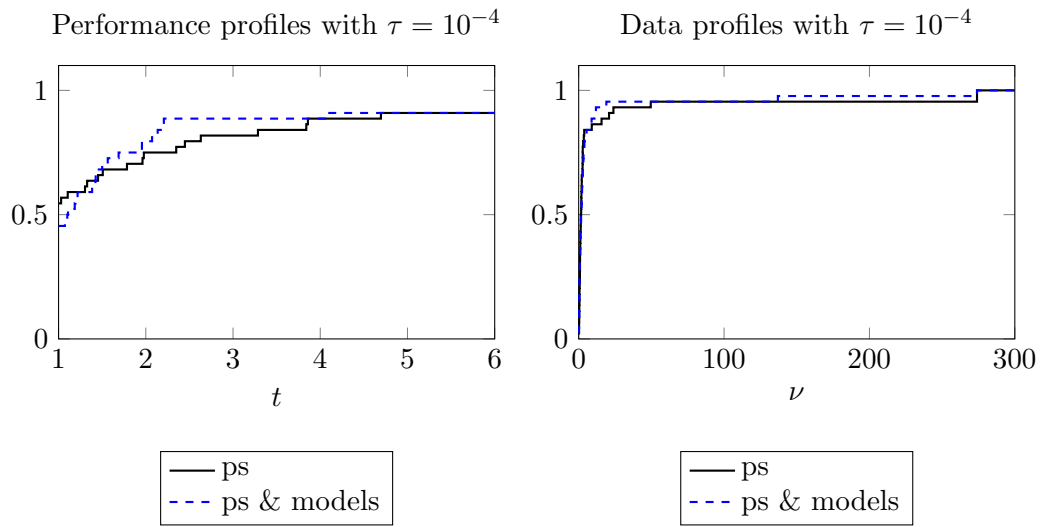 Performance profiles with τ = 10⁻⁴
1
0.5
0
1 2 3 4 5 6
t
ps
ps & models
Data profiles with τ = 10⁻⁴
1
0.5
0
0 100 200 300
ν
ps
ps & models